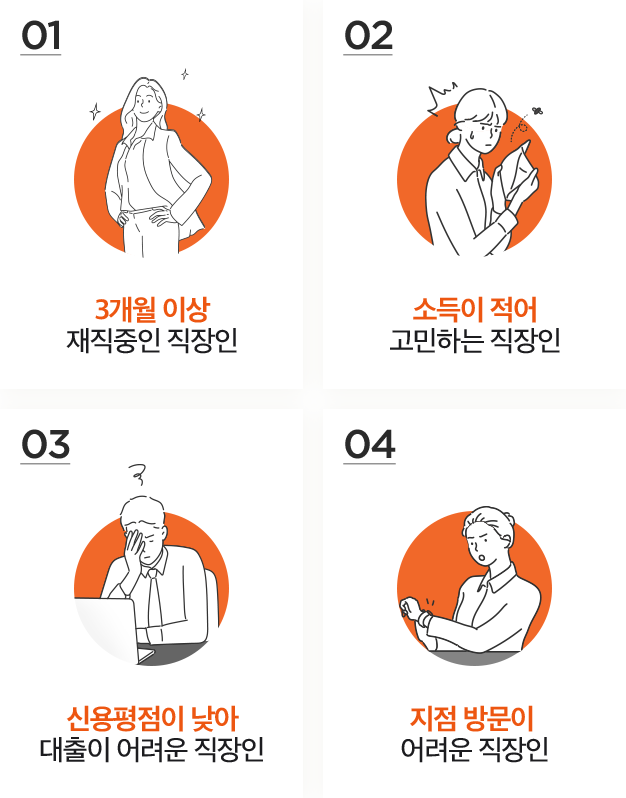 01
3개월 이상
재직중인 직장인
02
소득이 적어
고민하는 직장인
03
신용평점이 낮아
대출이 어려운 직장인
04
지점 방문이
어려운 직장인